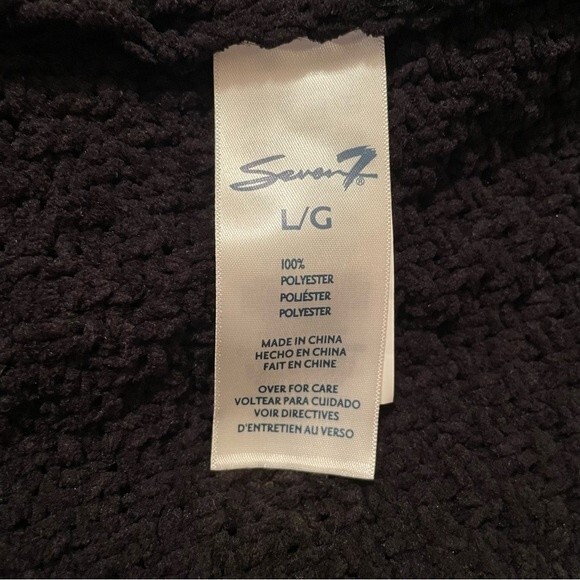 Seven7®
L/G
100%
POLYESTER
POLIÉSTER
POLYESTER
MADE IN CHINA
HECHO EN CHINA
FAIT EN CHINE
OVER FOR CARE
VOLTEAR PARA CUIDADO
VOIR DIRECTIVES
D'ENTRETIEN AU VERSO